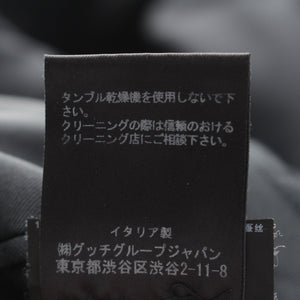 タンブル乾燥機を使用しないで下
さい。
クリーニングの際は信頼のおける
クリーニング店にご相談下さい。
イタリア製
㈱グッチグループジャパン
東京都渋谷区渋谷2-11-8